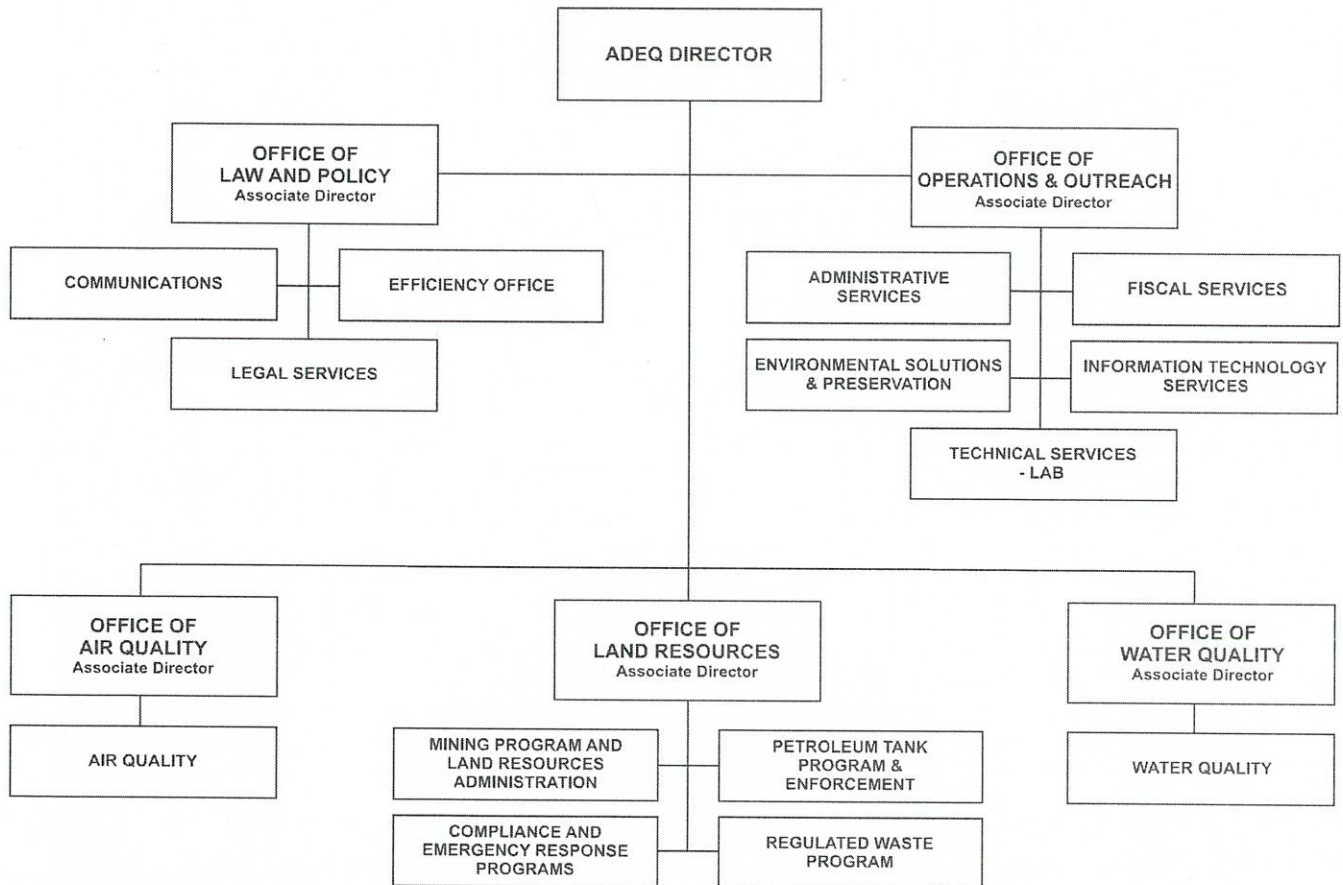 ADEQ DIRECTOR
OFFICE OF
LAW AND POLICY
Associate Director
OFFICE OF
OPERATIONS & OUTREACH
Associate Director
COMMUNICATIONS
EFFICIENCY OFFICE
LEGAL SERVICES
ADMINISTRATIVE
SERVICES
FISCAL SERVICES
ENVIRONMENTAL SOLUTIONS
& PRESERVATION
INFORMATION TECHNOLOGY
SERVICES
TECHNICAL SERVICES
- LAB
OFFICE OF
AIR QUALITY
Associate Director
OFFICE OF
LAND RESOURCES
Associate Director
OFFICE OF
WATER QUALITY
Associate Director
AIR QUALITY
MINING PROGRAM AND
LAND RESOURCES
ADMINISTRATION
PETROLEUM TANK
PROGRAM &
ENFORCEMENT
WATER QUALITY
COMPLIANCE AND
EMERGENCY RESPONSE
PROGRAMS
REGULATED WASTE
PROGRAM